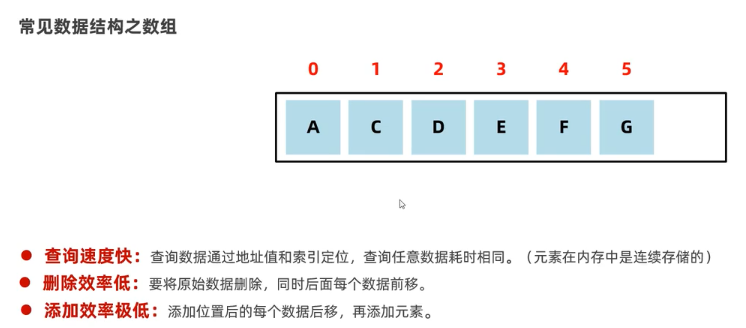 常见数据结构之数组
0 1 2 3 4 5
A C D E F G
● 查询速度快：查询数据通过地址值和索引定位，查询任意数据耗时相同。（元素在内存中是连续存储的）
● 删除效率低：要将原始数据删除，同时后面每个数据前移。
● 添加效率极低：添加位置后的每个数据后移，再添加元素。